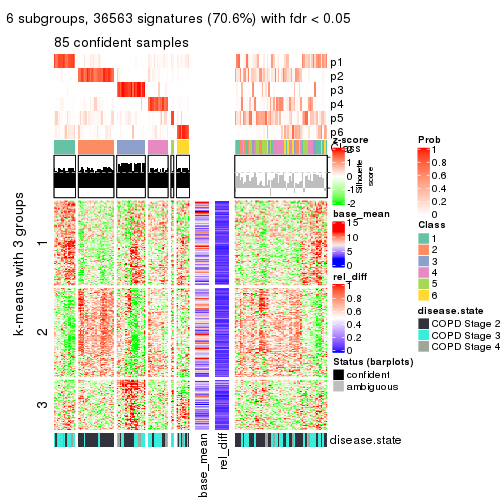 6 subgroups, 36563 signatures (70.6%) with fdr < 0.05
85 confident samples
p1
p2
p3
p4
p5
p6
Class
Silhouette
score
k-means with 3 groups
1
2
3
base_mean
rel_diff
disease.state
z-score
2
1
0
-1
-2
base_mean
15
10
5
0
rel_diff
1
0.8
0.6
0.4
0.2
0
Status (barplots)
confident
ambiguous
Prob
1
0.8
0.6
0.4
0.2
0
Class
1
2
3
4
5
6
disease.state
COPD Stage 2
COPD Stage 3
COPD Stage 4